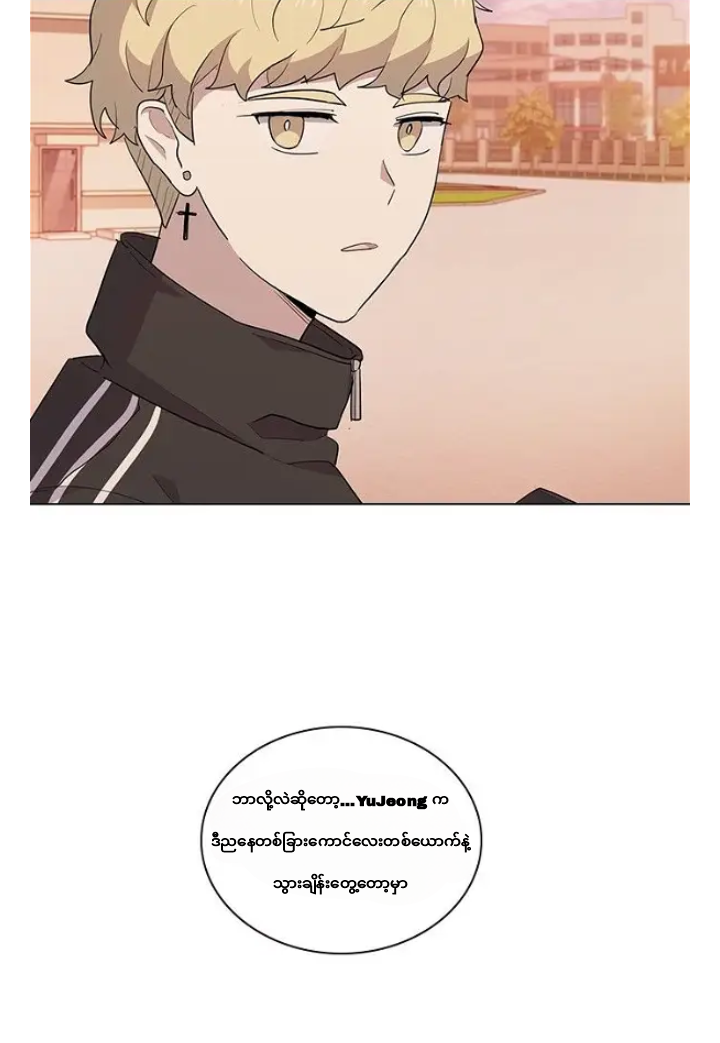 ဘာလို့လဲဆိုတော့...YuJeong က
ဒီညနေတစ်ခြားကောင်လေးတစ်ယောက်နဲ့
သွားချိန်းတွေ့တော့မှာ